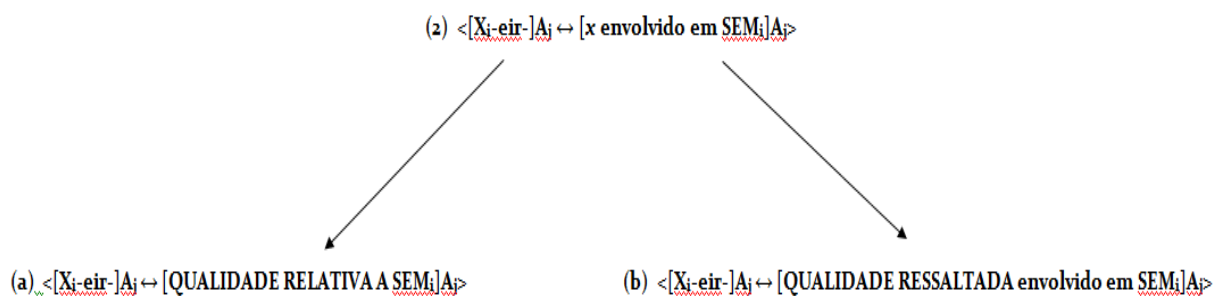 (2) <[Xᵢ-eir-]Aⱼ ↔ [x envolvido em SEMᵢ]Aⱼ>
(a) <[Xᵢ-eir-]Aⱼ ↔ [QUALIDADE RELATIVA A SEMᵢ]Aⱼ>
(b) <[Xᵢ-eir-]Aⱼ ↔ [QUALIDADE RESSALTADA envolvido em SEMᵢ]Aⱼ>